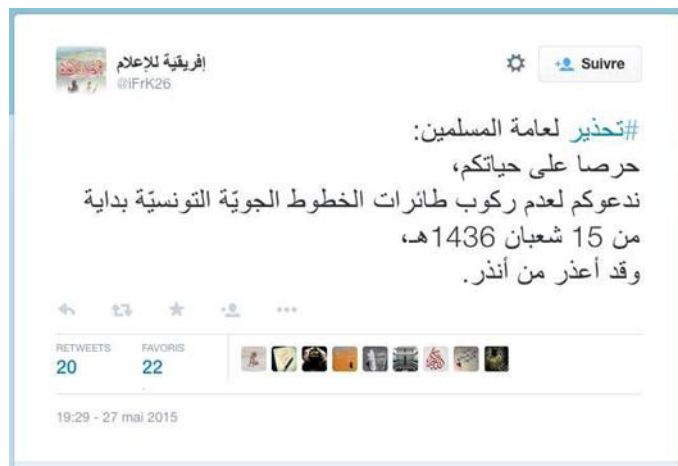 إفريقيّة للإعلام
@iFrK26
Suivre
#تحذير لعامة المسلمين:
حرصا على حياتكم،
ندعوكم لعدم ركوب طائرات الخطوط الجويّة التونسيّة بداية
من 15 شعبان 1436هـ،
وقد أعذر من أنذر.
RETWEETS FAVORIS
20 22
19:29 - 27 mai 2015